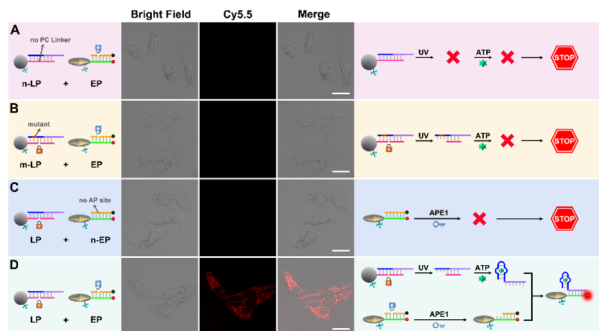 Bright Field Cy5.5 Merge
A
no PC Linker
n-LP + EP
UV
ATP
STOP
B
mutant
m-LP + EP
UV
ATP
STOP
C
no AP site
LP + n-EP
APE1
STOP
D
LP + EP
UV
ATP
APE1